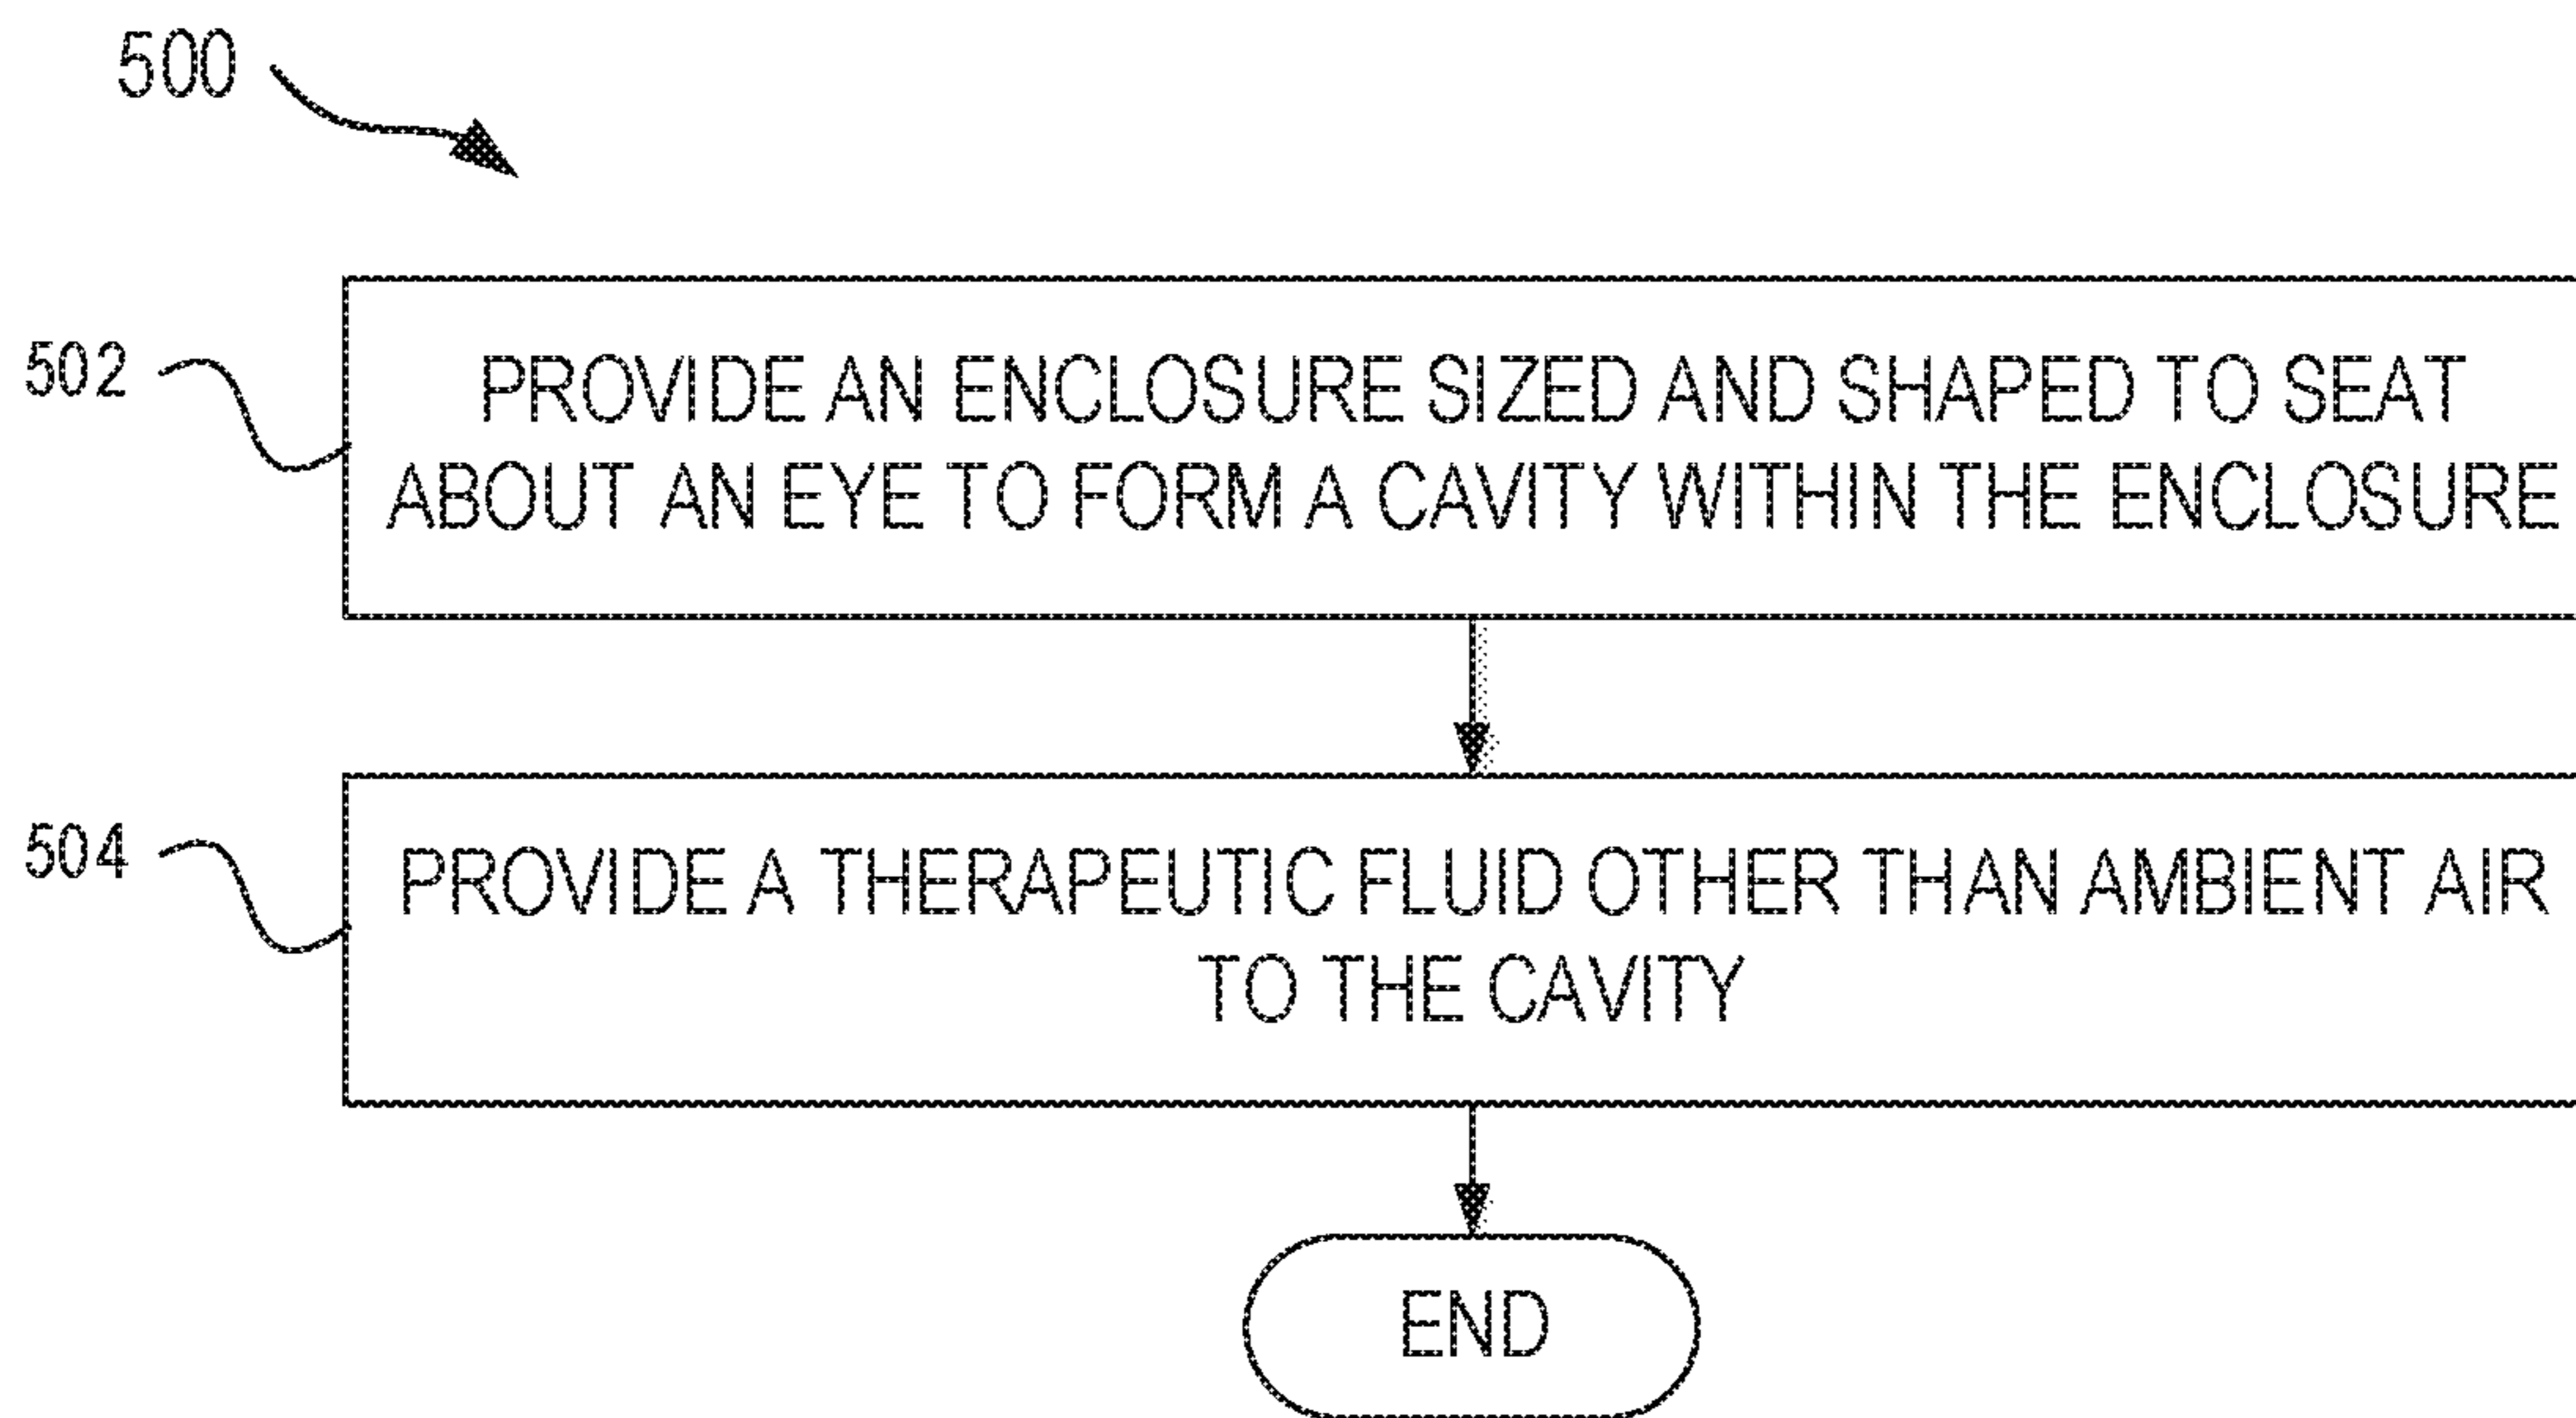 500
502
PROVIDE AN ENCLOSURE SIZED AND SHAPED TO SEAT
ABOUT AN EYE TO FORM A CAVITY WITHIN THE ENCLOSURE
504
PROVIDE A THERAPEUTIC FLUID OTHER THAN AMBIENT AIR
TO THE CAVITY
END